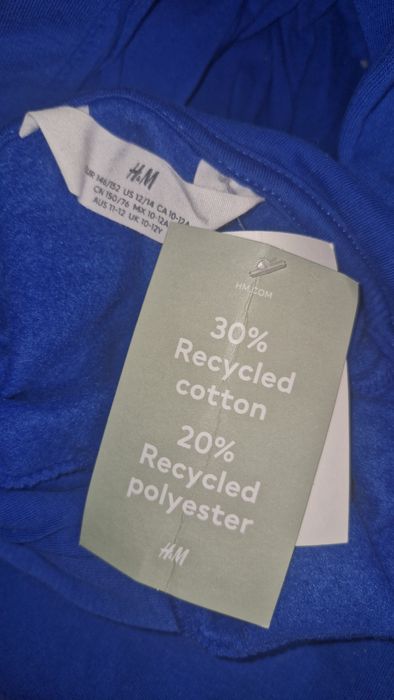 H&M
EUR 146/152 US 12/14 CA 10-12A
CN 150/76 MX 10-12A
AUS 11-12 UK 10-12Y
HM.COM
30%
Recycled
cotton
20%
Recycled
polyester
H&M